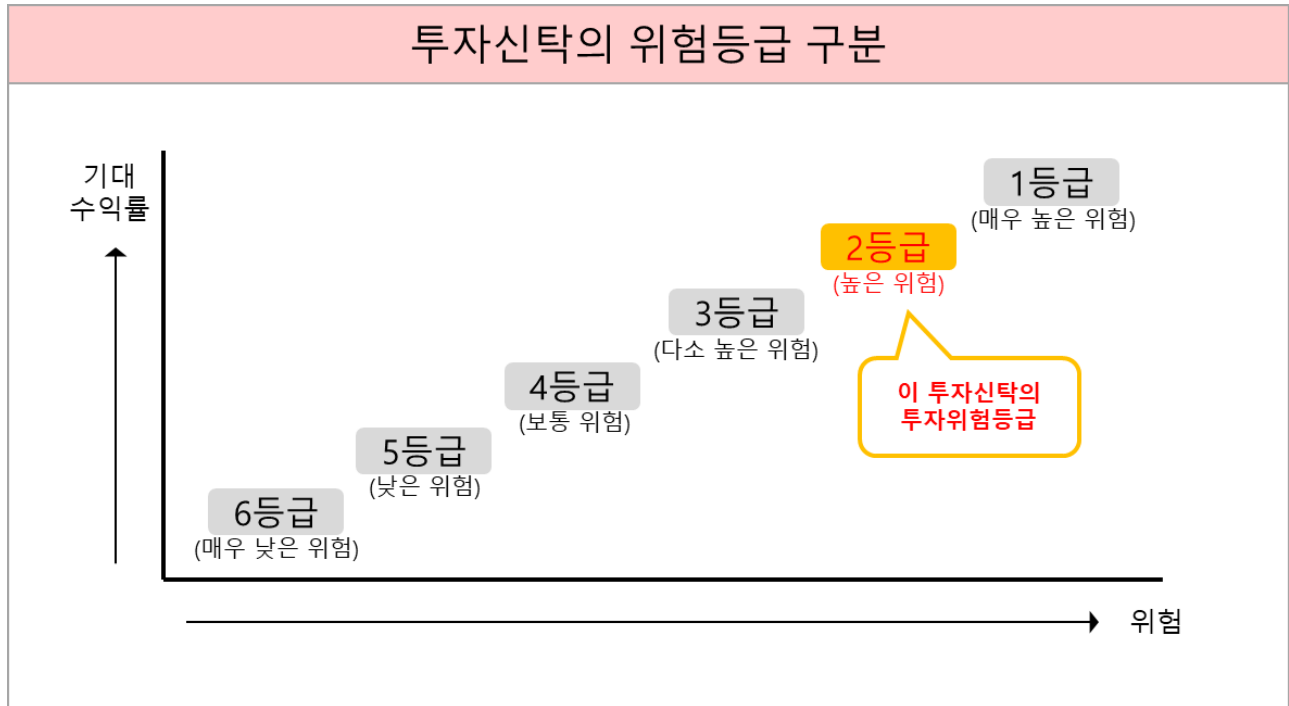 투자신탁의 위험등급 구분
기대
수익률
1등급
(매우 높은 위험)
2등급
(높은 위험)
3등급
(다소 높은 위험)
이 투자신탁의
투자위험등급
4등급
(보통 위험)
5등급
(낮은 위험)
6등급
(매우 낮은 위험)
위험